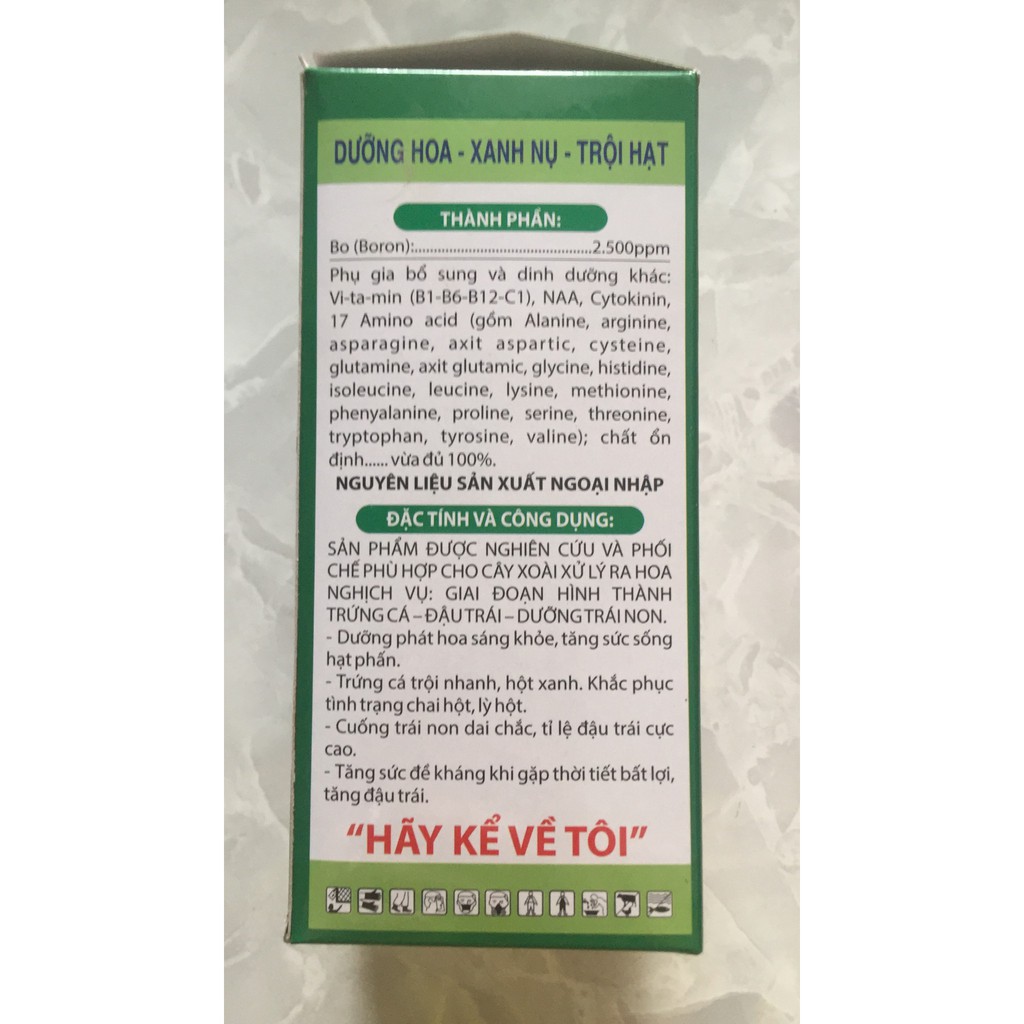 DƯỠNG HOA - XANH NỤ - TRỘI HẠT
THÀNH PHẦN:
Bo (Boron):................................................2.500ppm
Phụ gia bổ sung và dinh dưỡng khác:
Vi-ta-min (B1-B6-B12-C1), NAA, Cytokinin,
17 Amino acid (gồm Alanine, arginine,
asparagine, axit aspartic, cysteine,
glutamine, axit glutamic, glycine, histidine,
isoleucine, leucine, lysine, methionine,
phenyalanine, proline, serine, threonine,
tryptophan, tyrosine, valine); chất ổn
định...... vừa đủ 100%.
NGUYÊN LIỆU SẢN XUẤT NGOẠI NHẬP
ĐẶC TÍNH VÀ CÔNG DỤNG:
SẢN PHẨM ĐƯỢC NGHIÊN CỨU VÀ PHỐI
CHẾ PHÙ HỢP CHO CÂY XOÀI XỬ LÝ RA HOA
NGHỊCH VỤ: GIAI ĐOẠN HÌNH THÀNH
TRỨNG CÁ – ĐẬU TRÁI – DƯỠNG TRÁI NON.
- Dưỡng phát hoa sáng khỏe, tăng sức sống
hạt phấn.
- Trứng cá trội nhanh, hột xanh. Khắc phục
tình trạng chai hột, lỳ hột.
- Cuống trái non dai chắc, tỉ lệ đậu trái cực
cao.
- Tăng sức đề kháng khi gặp thời tiết bất lợi,
tăng đậu trái.
“HÃY KỂ VỀ TÔI”